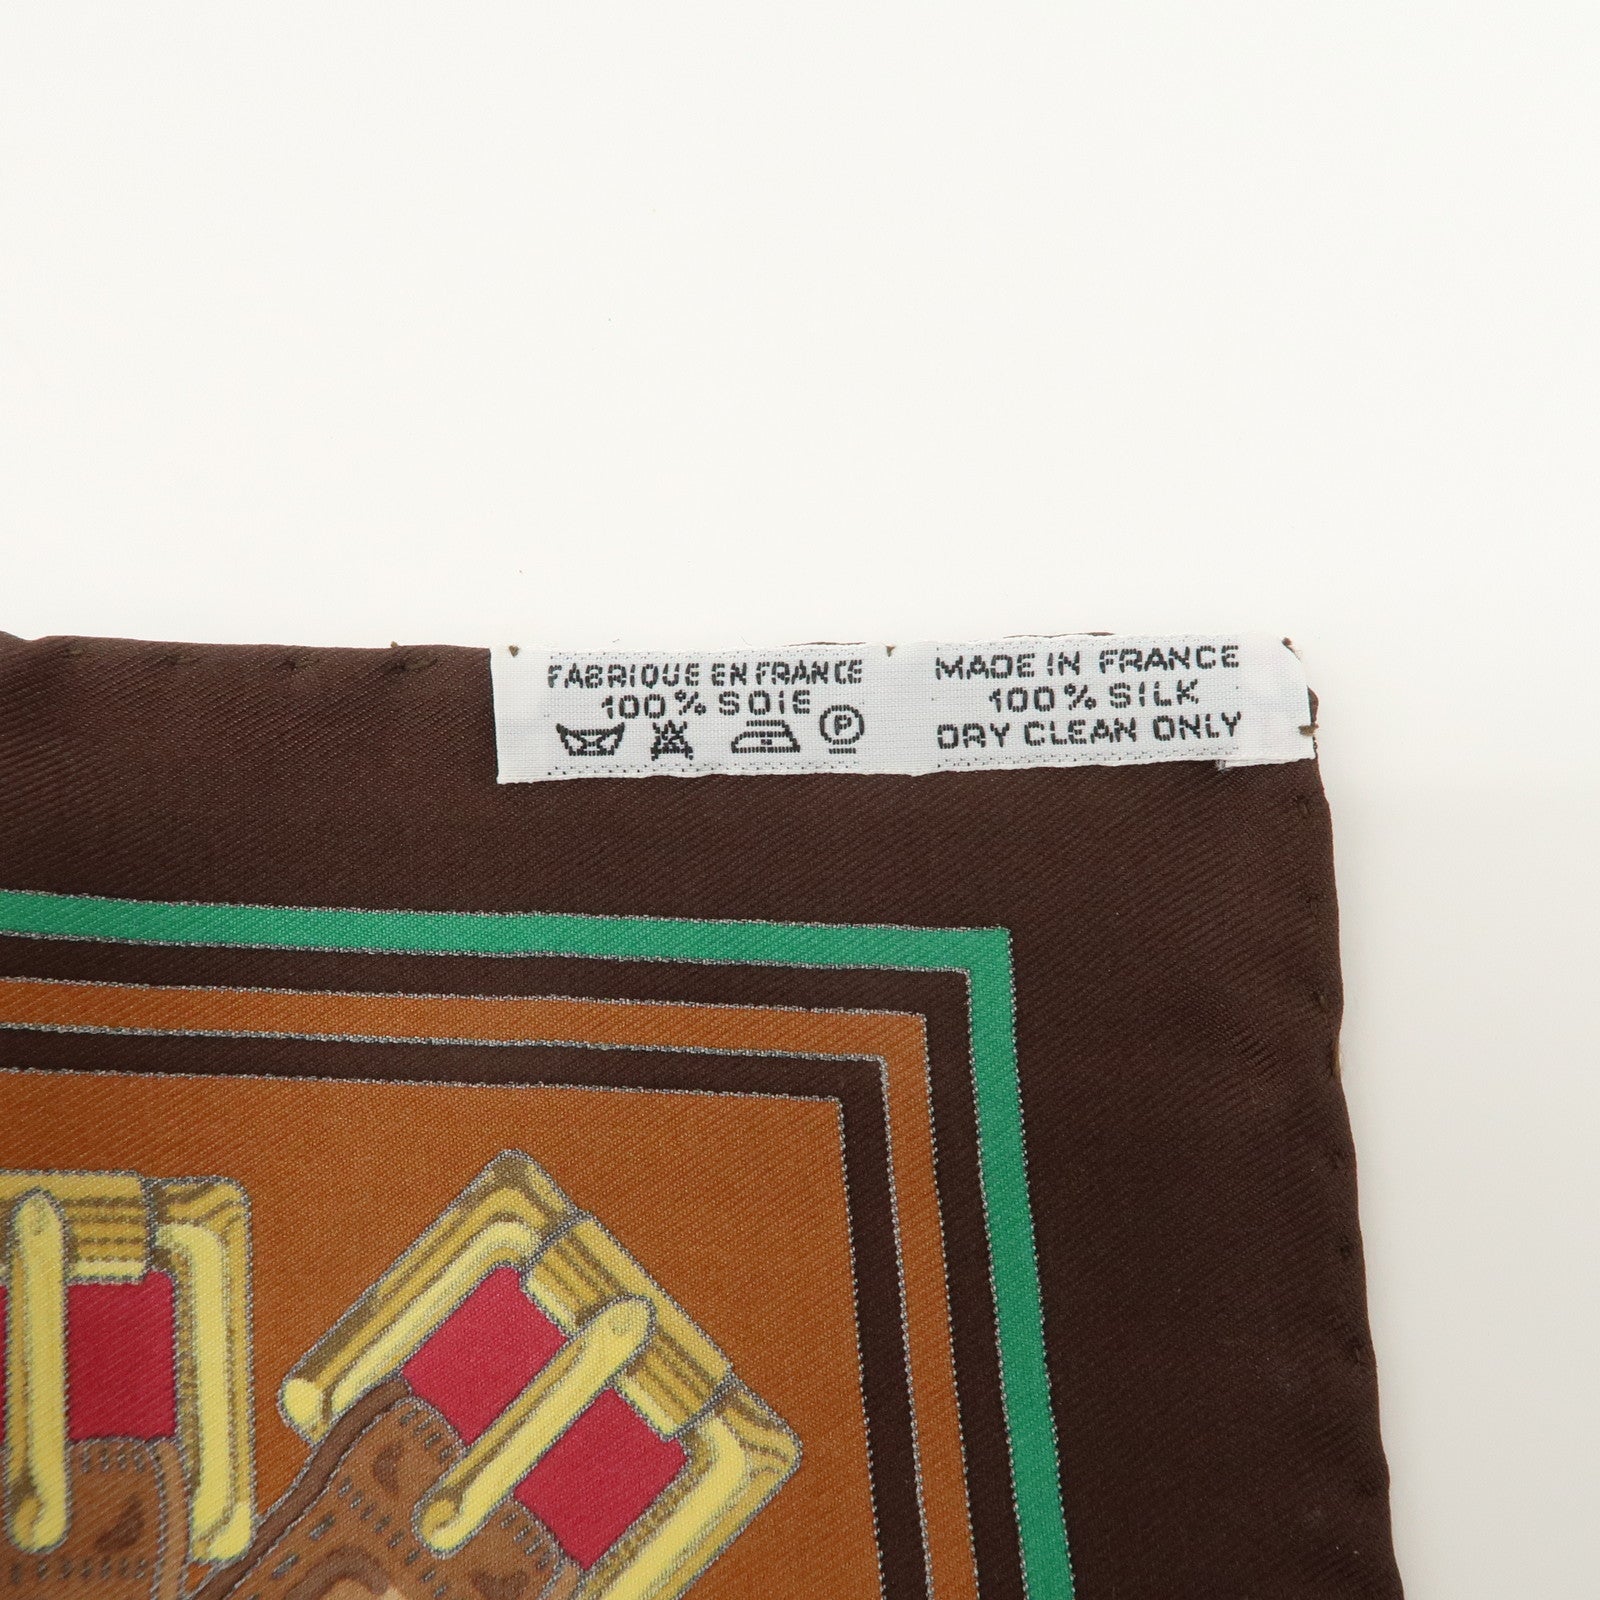 FABRIQUE EN FRANCE
100% SOIE
P
MADE IN FRANCE
100% SILK
DRY CLEAN ONLY